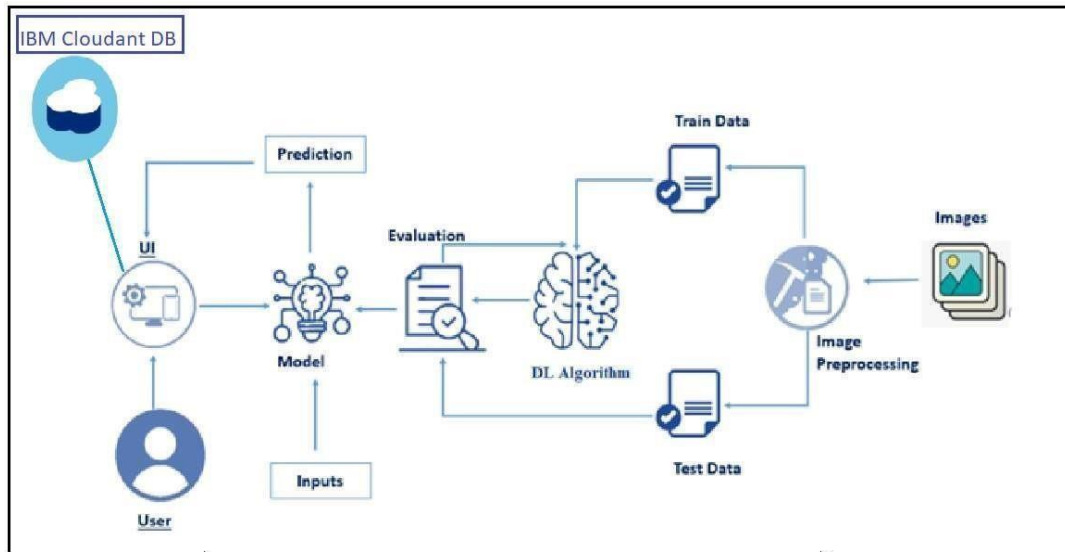 IBM Cloudant DB
Train Data
Prediction
Images
Evaluation
UI
Image
Preprocessing
Model
DL Algorithm
Test Data
Inputs
User